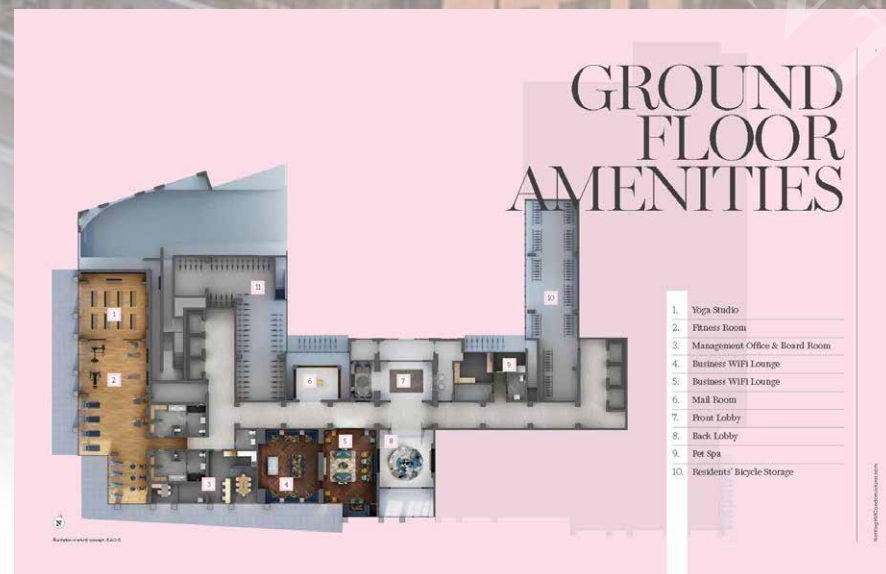 GROUND
FLOOR
AMENITIES
1. Yoga Studio
2. Fitness Room
3. Management Office & Board Room
4. Business WiFi Lounge
5. Business WiFi Lounge
6. Mail Room
7. Front Lobby
8. Back Lobby
9. Pet Spa
10. Residents' Bicycle Storage
11
10
1
9
6
7
2
5
8
3
4
N